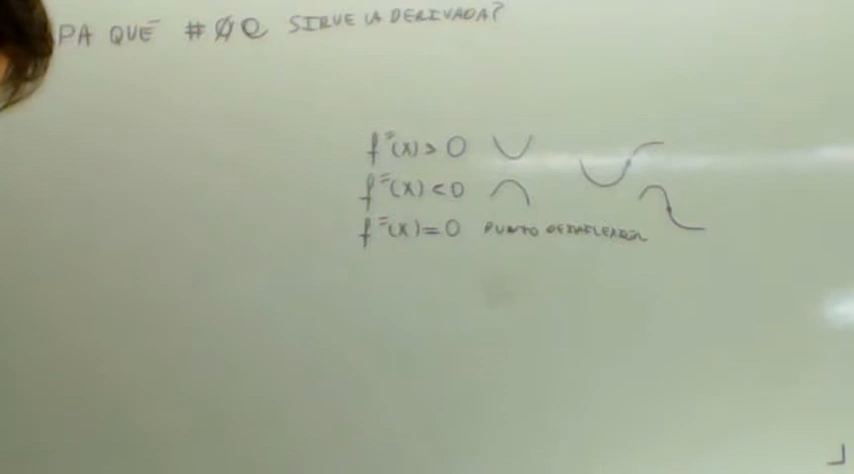 PA QUÉ #@ SIRVE LA DERIVADA?
f''(x) > 0
f''(x) < 0
f''(x) = 0 PUNTO DE INFLEXIÓN